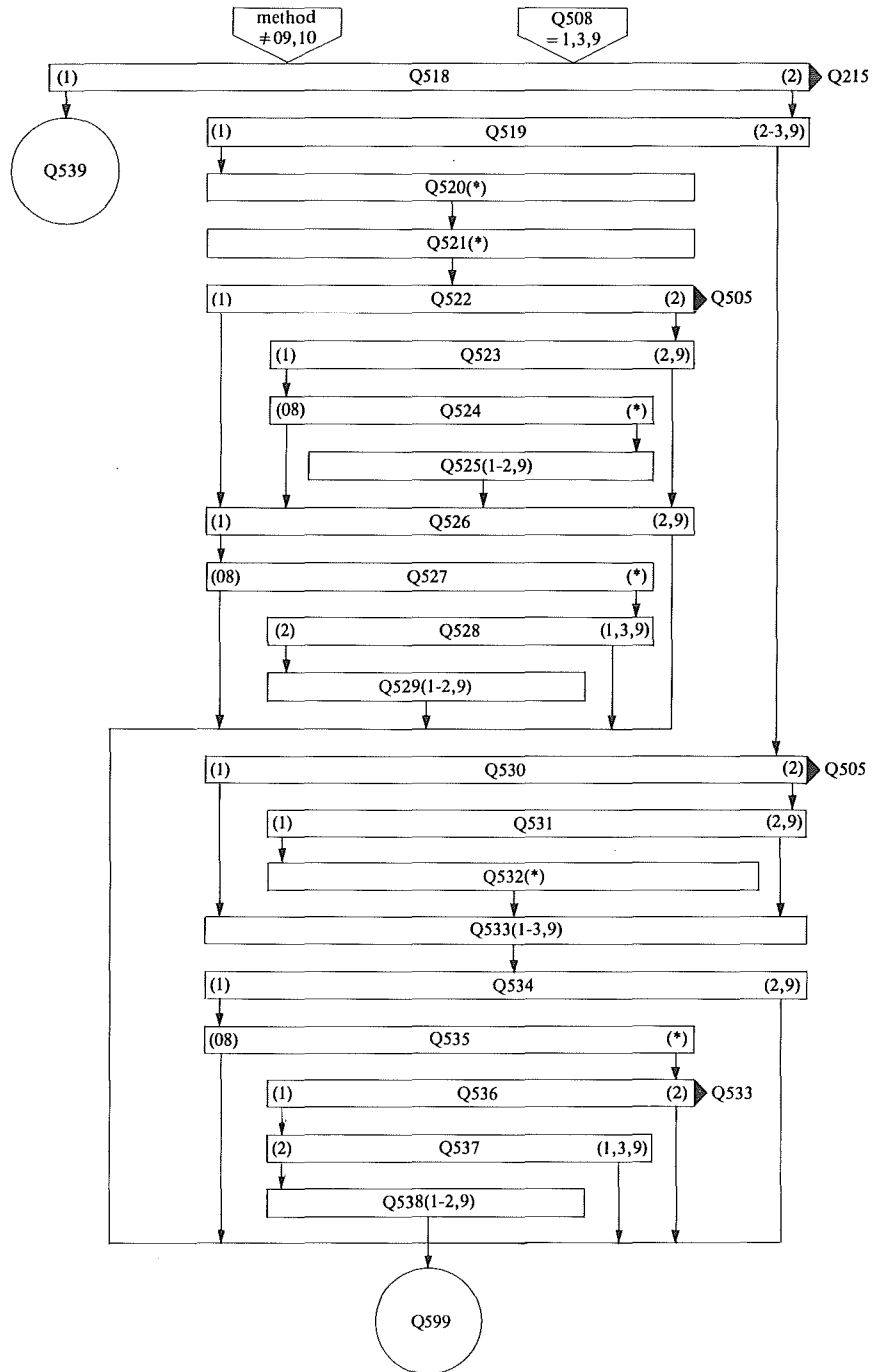 method
≠09,10
Q508
=1,3,9
(1) Q518 (2) Q215
(1) Q519 (2-3,9)
Q539
Q520(*)
Q521(*)
(1) Q522 (2) Q505
(1) Q523 (2,9)
(08) Q524 (*)
Q525(1-2,9)
(1) Q526 (2,9)
(08) Q527 (*)
(2) Q528 (1,3,9)
Q529(1-2,9)
(1) Q530 (2) Q505
(1) Q531 (2,9)
Q532(*)
Q533(1-3,9)
(1) Q534 (2,9)
(08) Q535 (*)
(1) Q536 (2) Q533
(2) Q537 (1,3,9)
Q538(1-2,9)
Q599